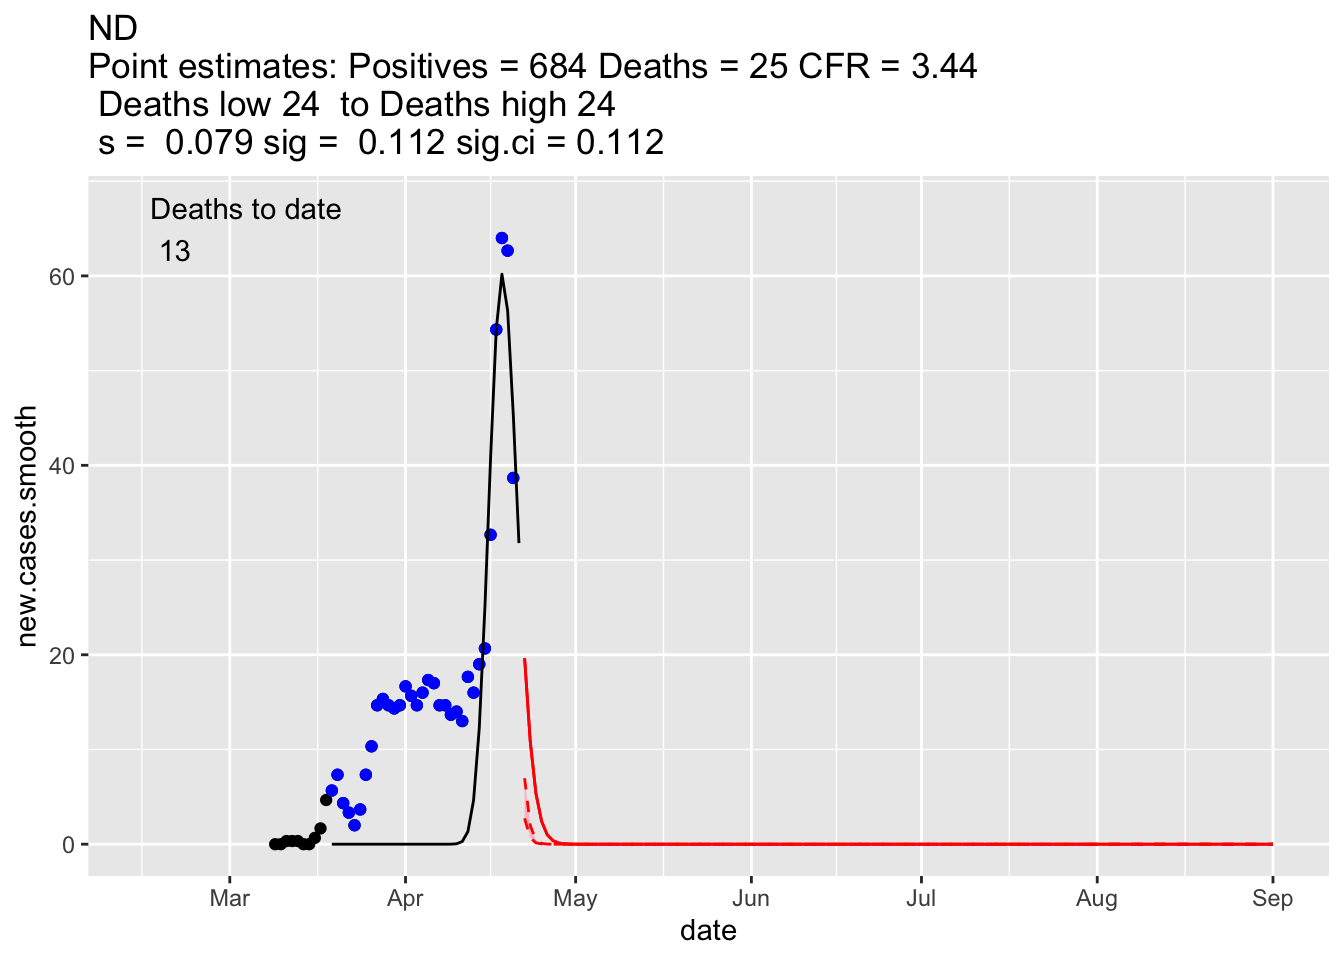 ND
Point estimates: Positives = 684 Deaths = 25 CFR = 3.44
Deaths low 24  to Deaths high 24
s =  0.079 sig =  0.112 sig.ci = 0.112
Deaths to date
13
60
40
20
0
new.cases.smooth
Mar Apr May Jun Jul Aug Sep
date